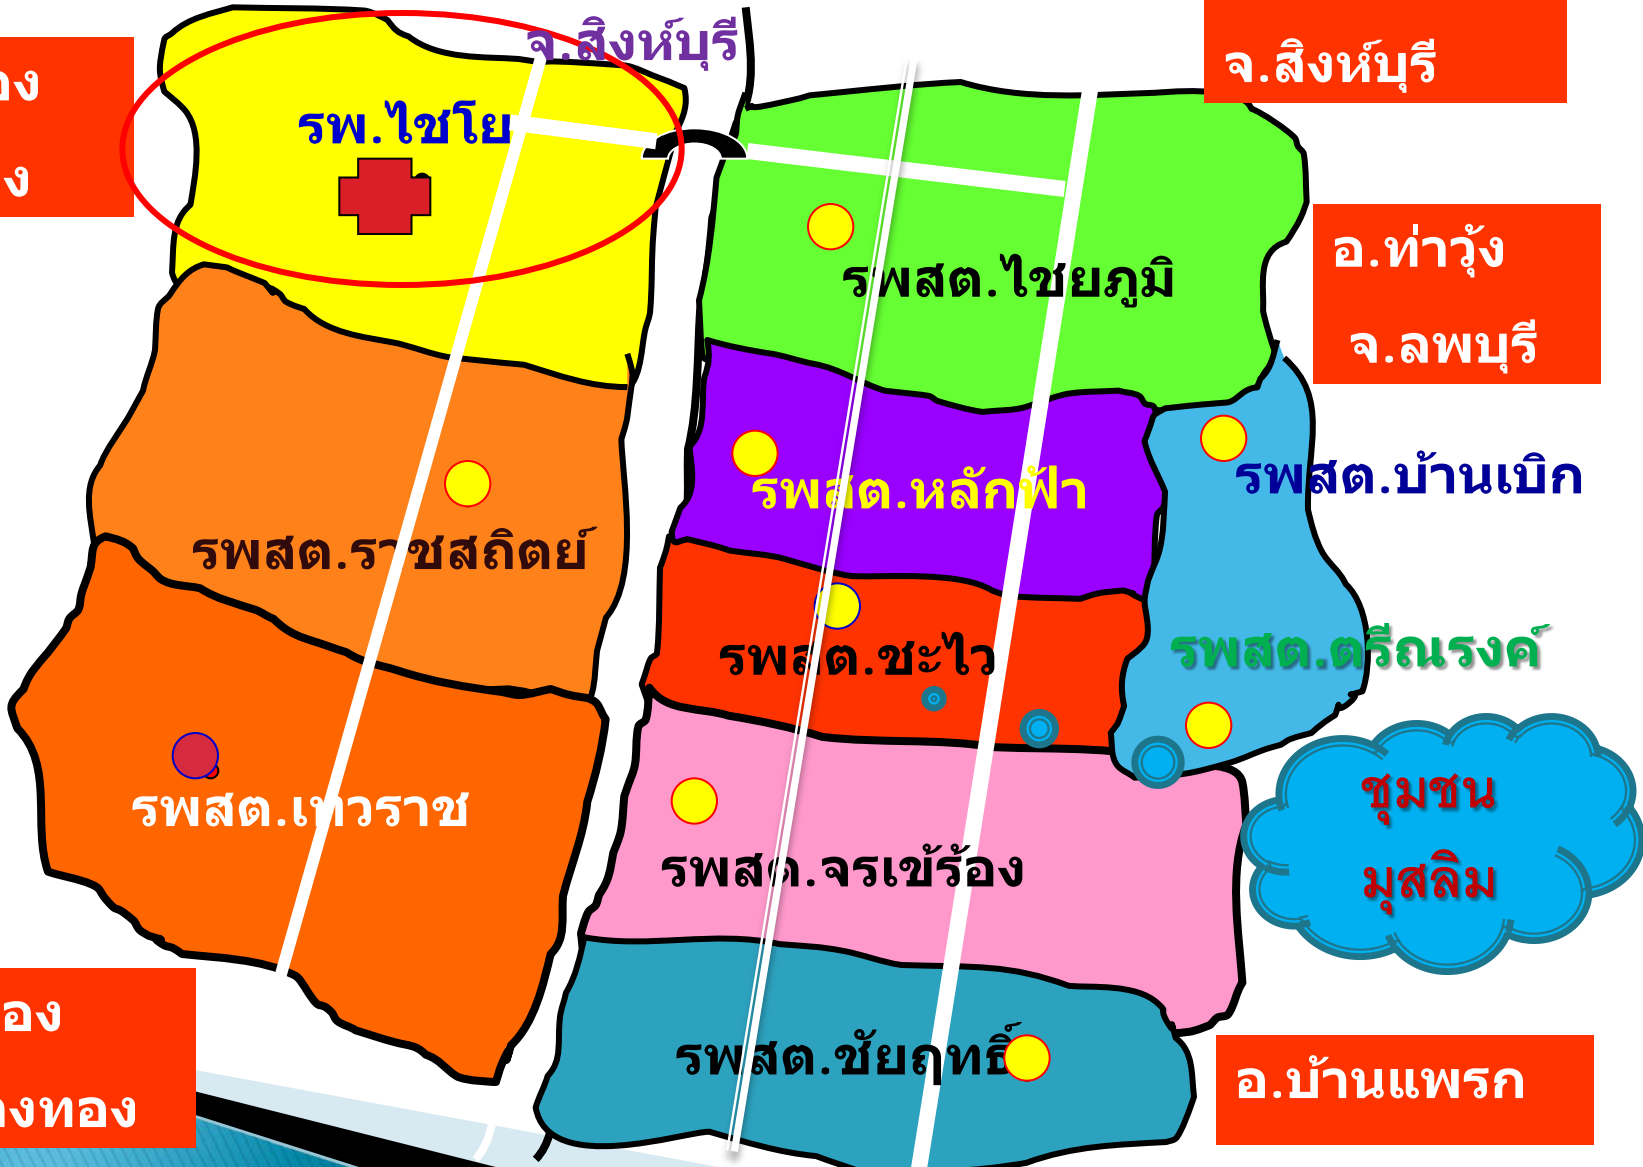 จ.สิงห์บุรี
จ.สิงห์บุรี
รพ.ไชโย
อ.ท่าวุ้ง
จ.ลพบุรี
รพสต.ไชยภูมิ
รพสต.หลักฟ้า
รพสต.บ้านเบิก
รพสต.ราชสถิตย์
รพสต.ชะไว
รพสต.ตรีณรงค์
รพสต.เทวราช
ชุมชน
มุสลิม
รพสต.จรเข้ร้อง
รพสต.ชัยฤทธิ์
อ.บ้านแพรก